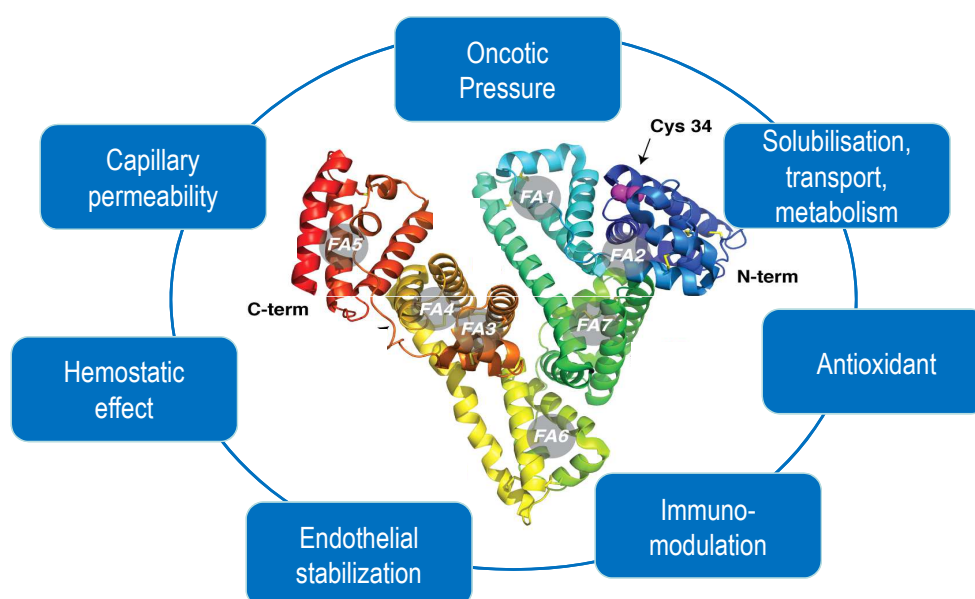 Oncotic
Pressure
Cys 34
Solubilisation,
transport,
metabolism
Capillary
permeability
FA1
FA5
FA2
N-term
C-term
FA4
FA3
FA7
Antioxidant
Hemostatic
effect
FA6
Immuno-
modulation
Endothelial
stabilization